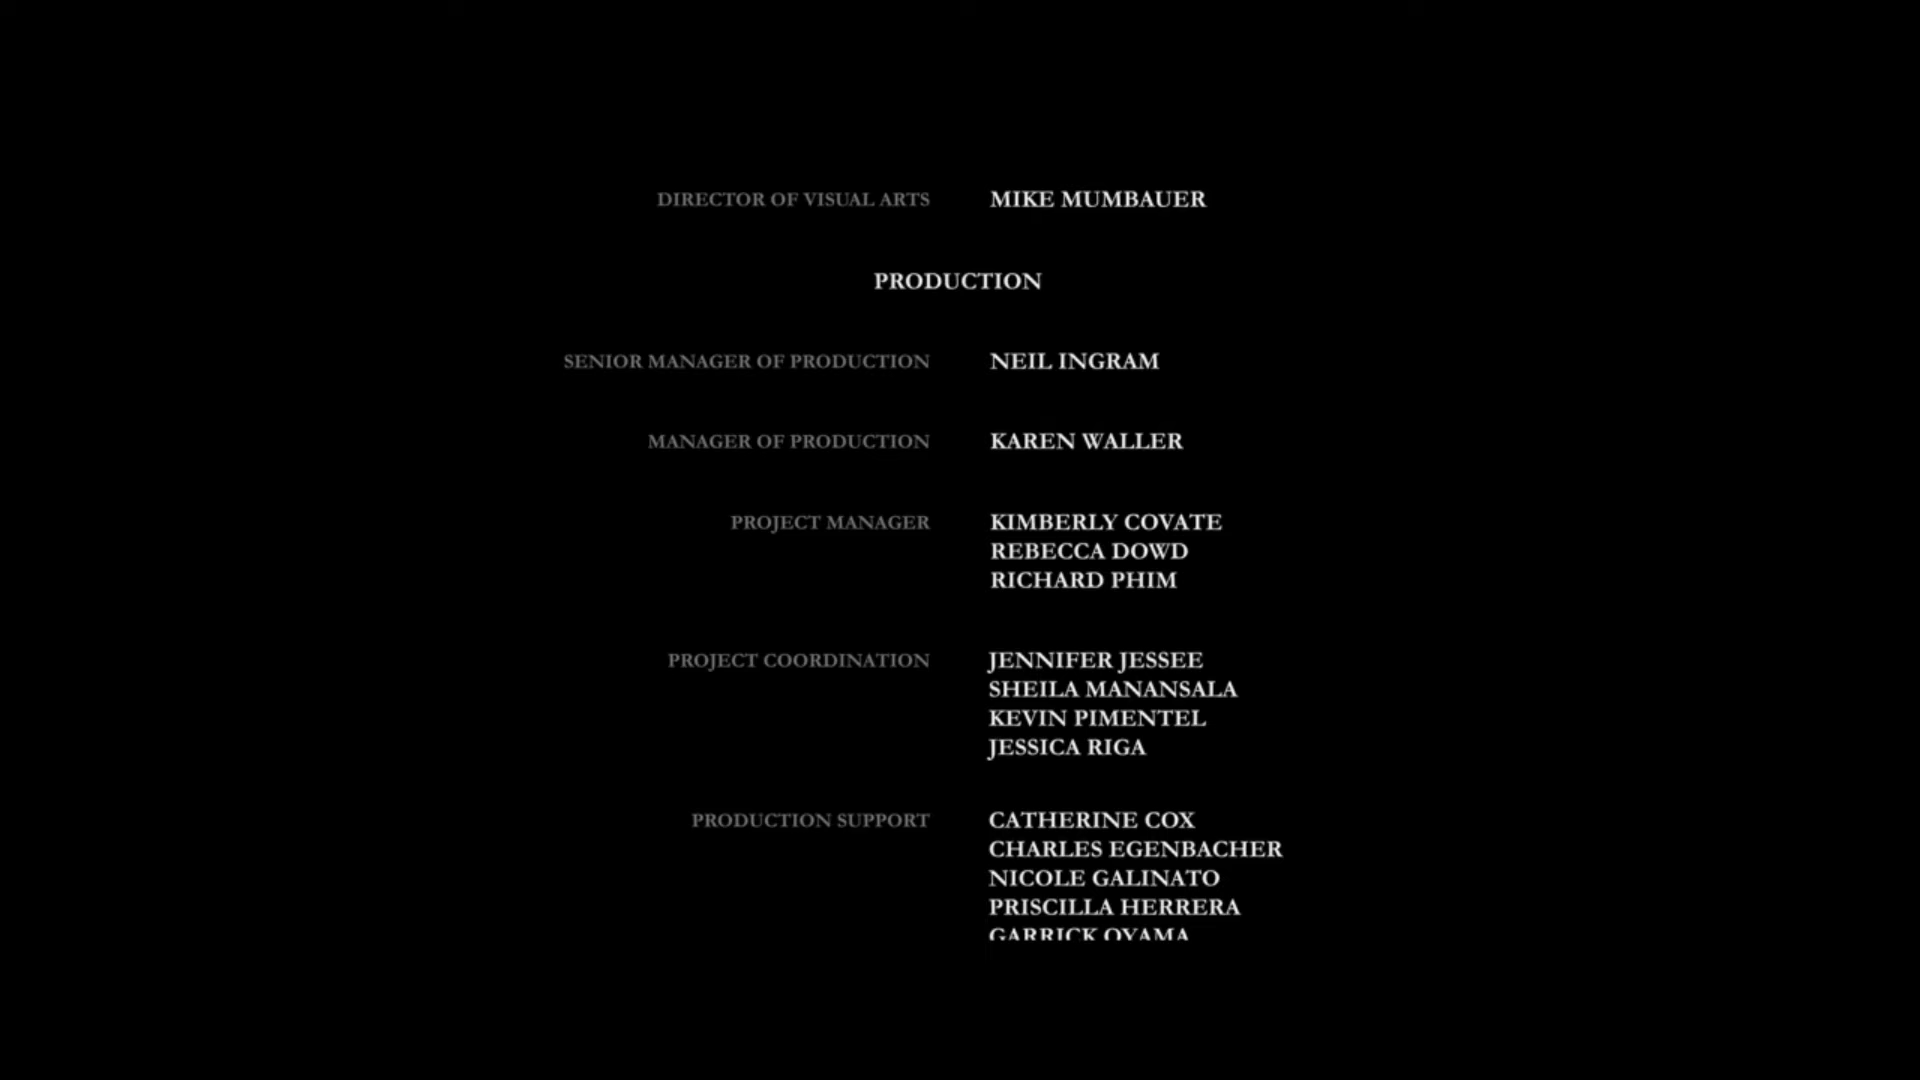 DIRECTOR OF VISUAL ARTS MIKE MUMBAUER
PRODUCTION
SENIOR MANAGER OF PRODUCTION NEIL INGRAM
MANAGER OF PRODUCTION KAREN WALLER
PROJECT MANAGER KIMBERLY COVATE
REBECCA DOWD
RICHARD PHIM
PROJECT COORDINATION JENNIFER JESSEE
SHEILA MANANSALA
KEVIN PIMENTEL
JESSICA RIGA
PRODUCTION SUPPORT CATHERINE COX
CHARLES EGENBACHER
NICOLE GALINATO
PRISCILLA HERRERA
GARRICK OYAMA